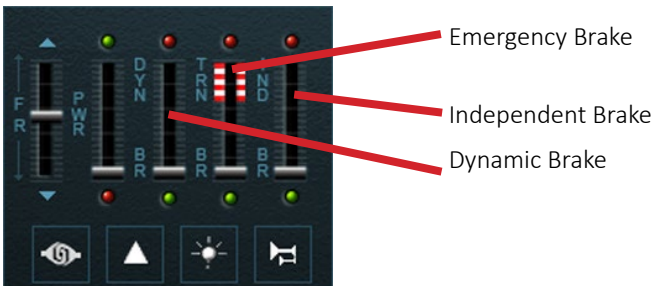 Emergency Brake
Independent Brake
Dynamic Brake
F
R
PWR
DYN
BR
TRN
BR
IND
BR